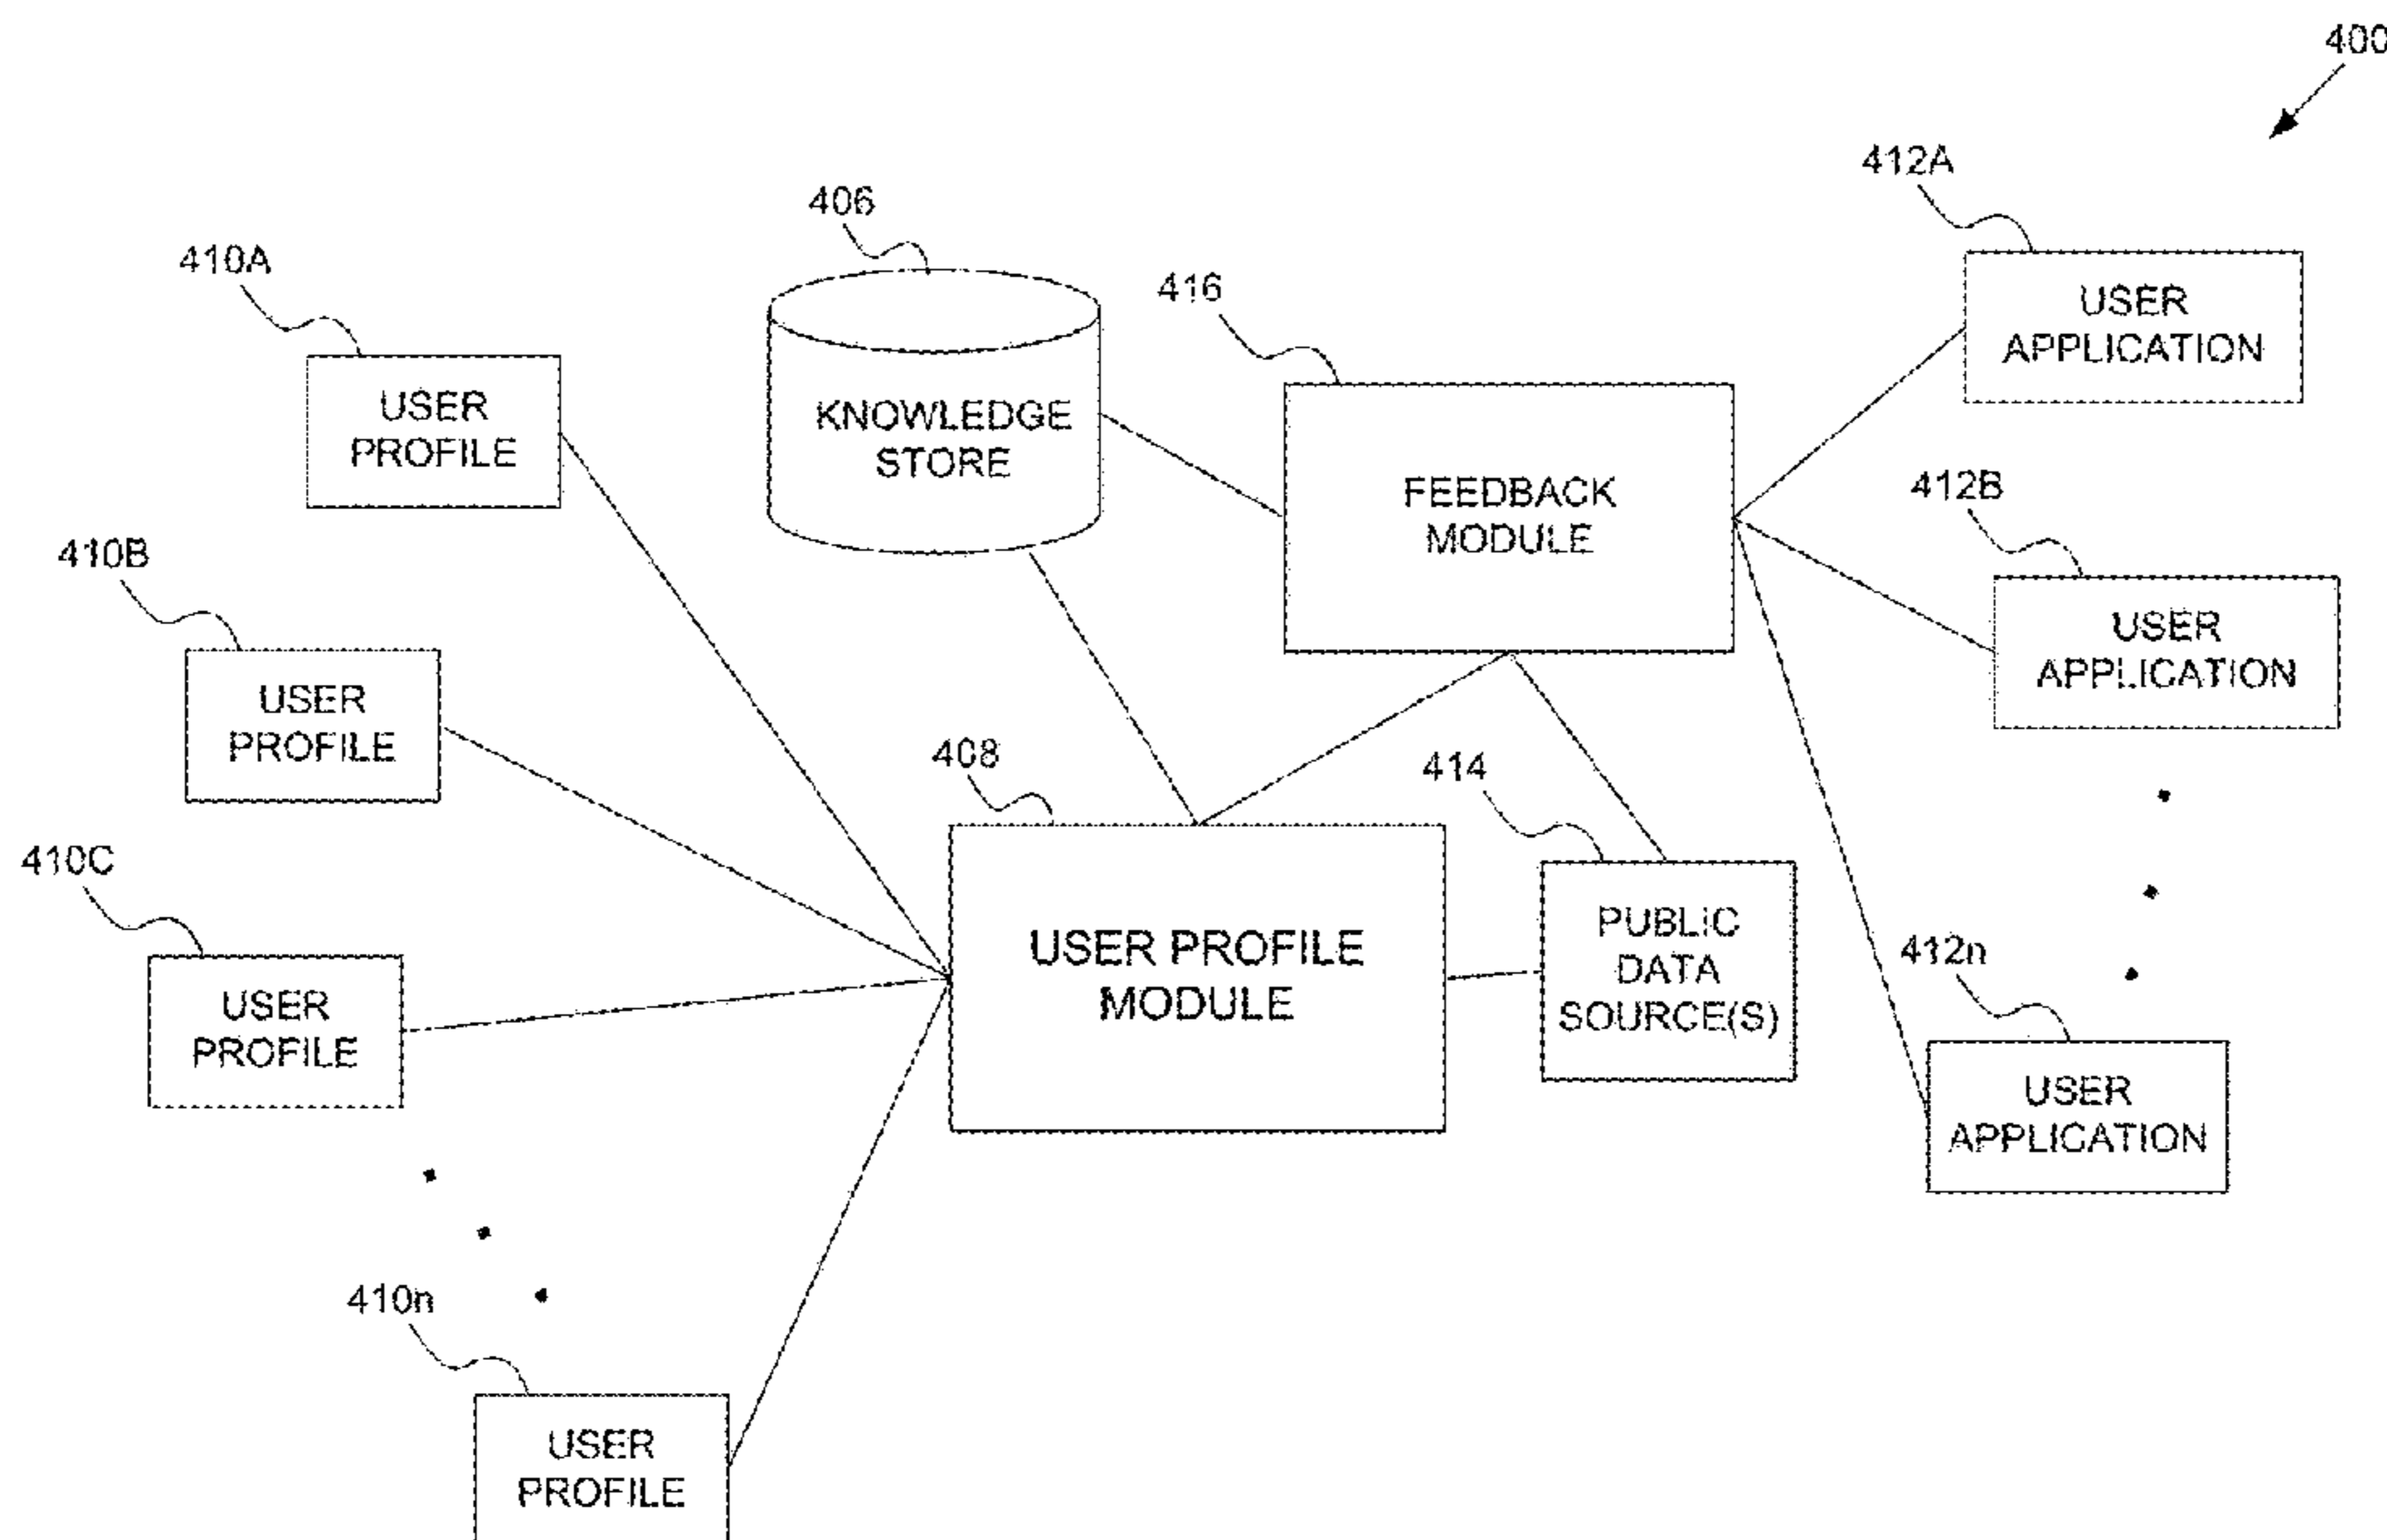 400
412A
406
410A
416
USER
APPLICATION
USER
PROFILE
KNOWLEDGE
STORE
FEEDBACK
MODULE
412B
410B
USER
APPLICATION
USER
PROFILE
408
414
410C
PUBLIC
DATA
SOURCE(S)
USER PROFILE
MODULE
412n
USER
PROFILE
USER
APPLICATION
410n
USER
PROFILE